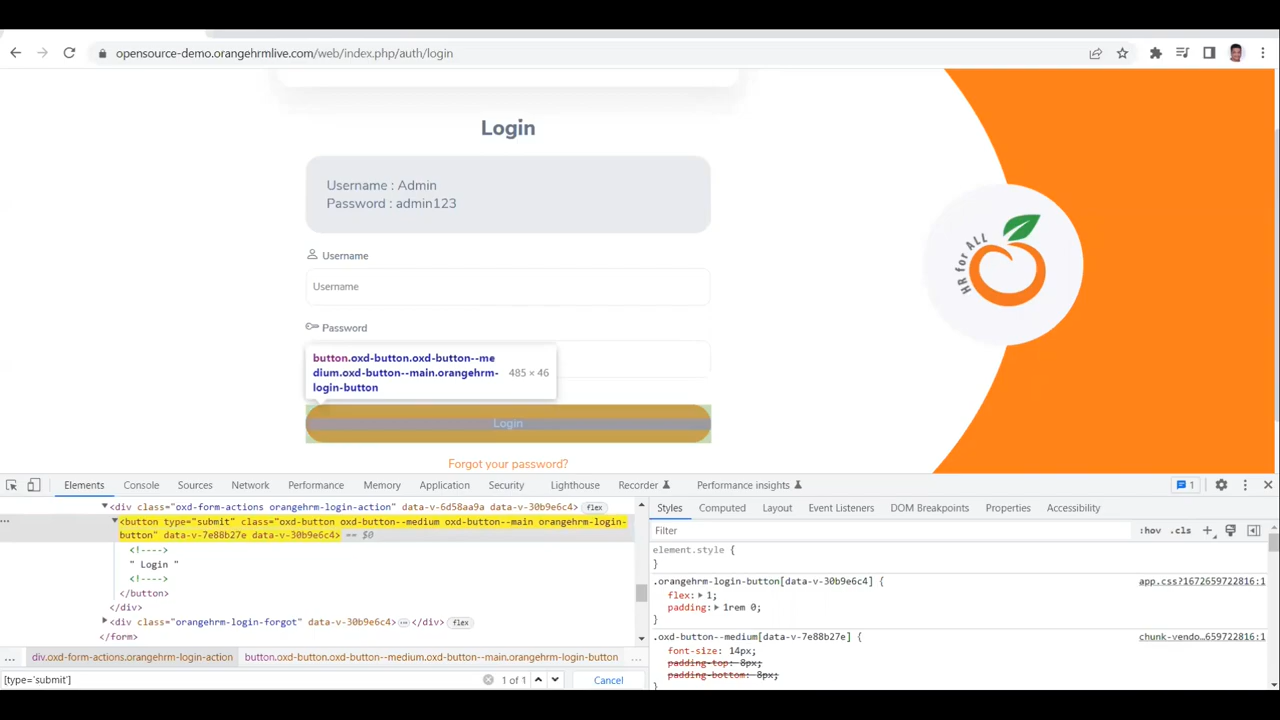 opensource-demo.orangehrmlive.com/web/index.php/auth/login
Login
Username : Admin
Password : admin123
Username
Username
Password
button.oxd-button.oxd-button--me
dium.oxd-button--main.orangehrm-
login-button
485 × 46
Login
Forgot your password?
HR for ALL
Elements Console Sources Network Performance Memory Application Security Lighthouse Recorder Performance insights 1
<div class="oxd-form-actions orangehrm-login-action" data-v-6d58aa9a data-v-30b9e6c4> flex
<button type="submit" class="oxd-button oxd-button--medium oxd-button--main orangehrm-login-
button" data-v-7e88b27e data-v-30b9e6c4> == $0
<!---->
" Login "
<!---->
</button>
</div>
<div class="orangehrm-login-forgot" data-v-30b9e6c4> … </div> flex
</form>
... div.oxd-form-actions.orangehrm-login-action button.oxd-button.oxd-button--medium.oxd-button--main.orangehrm-login-button ...
[type='submit'] 1 of 1 Cancel
Styles Computed Layout Event Listeners DOM Breakpoints Properties Accessibility
Filter :hov .cls +
element.style {
}
.orangehrm-login-button[data-v-30b9e6c4] { app.css?1672659722816:1
flex: 1;
padding: 1rem 0;
}
.oxd-button--medium[data-v-7e88b27e] { chunk-vendo…659722816:1
font-size: 14px;
padding-top: 8px;
padding-bottom: 8px;
}